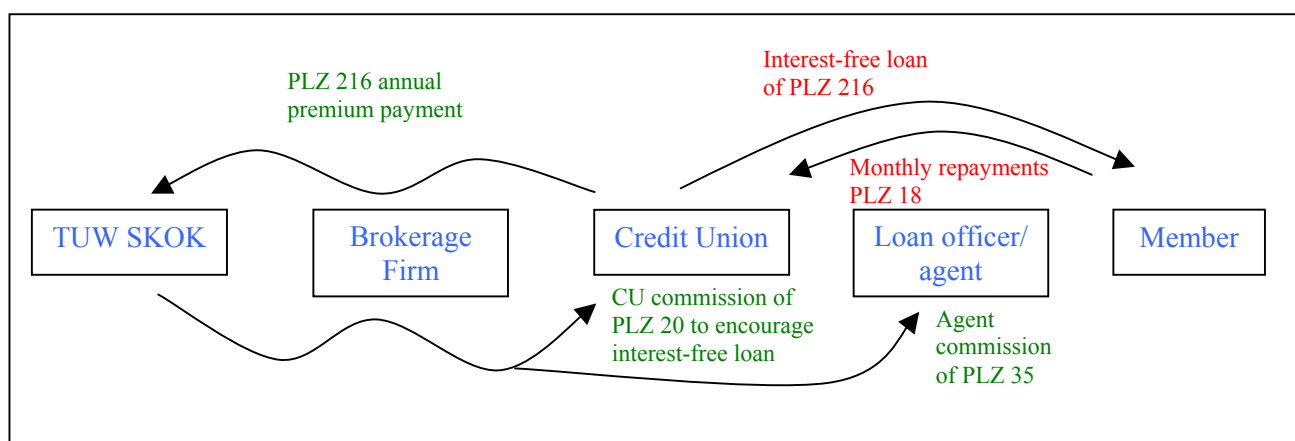 Interest-free loan
of PLZ 216
PLZ 216 annual
premium payment
Monthly repayments
PLZ 18
TUW SKOK
Brokerage
Firm
Credit Union
Loan officer/
agent
Member
CU commission of
PLZ 20 to encourage
interest-free loan
Agent
commission
of PLZ 35